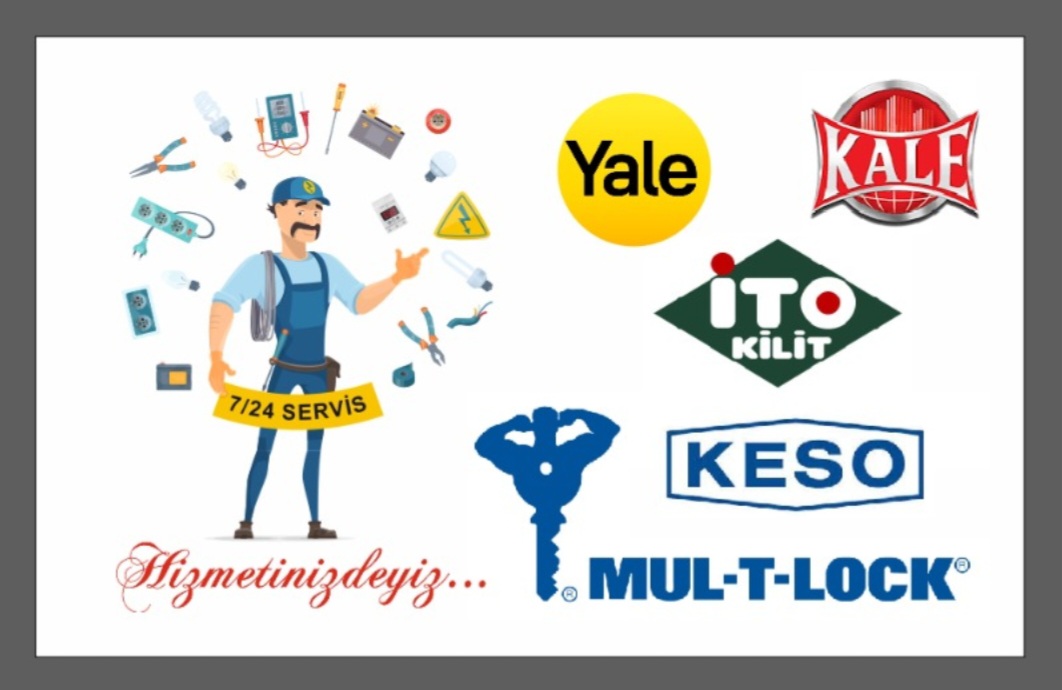 7/24 SERVİS
Hizmetinizdeyiz...
Yale
KALE
İTO
KİLİT
KESO
MUL-T-LOCK®
®